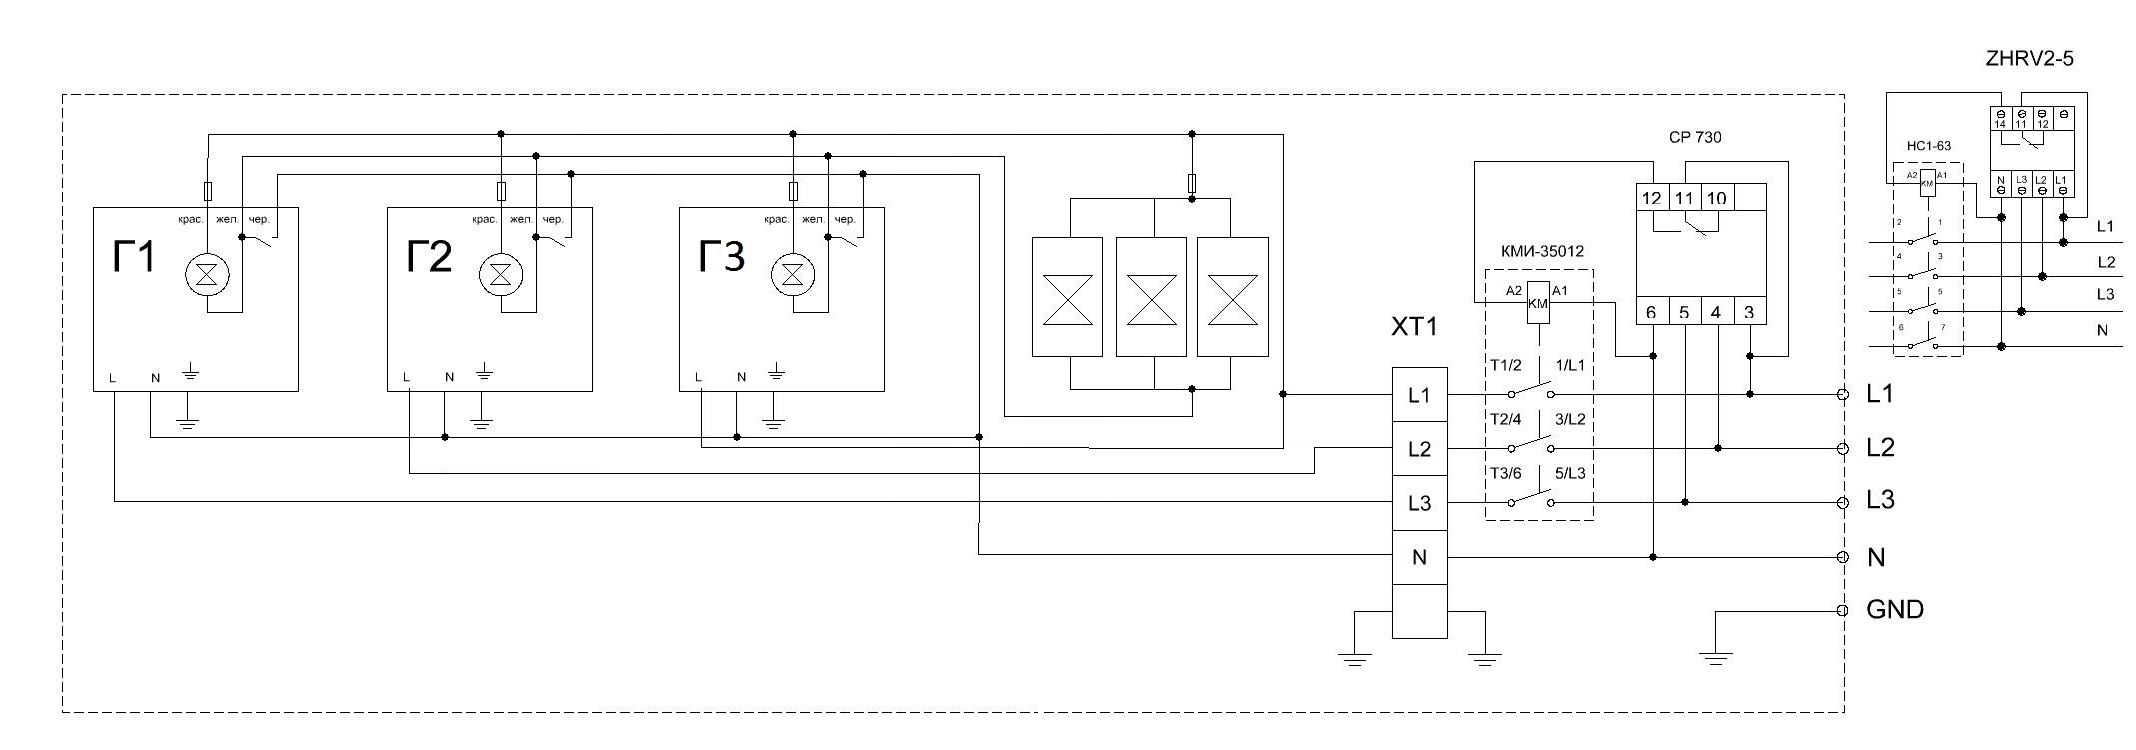 ZHRV2-5
14 11 12
HC1-63
A2 KM A1
N L3 L2 L1
2 1
4 3
5 5
6 7
L1
L2
L3
N
CP 730
12 11 10
6 5 4 3
КМИ-35012
A2 KM A1
T1/2 1/L1
T2/4 3/L2
T3/6 5/L3
XT1
L1
L2
L3
N
L1
L2
L3
N
GND
крас. жел. чер.
Г1
L N
крас. жел. чер.
Г2
L N
крас. жел. чер.
Г3
L N